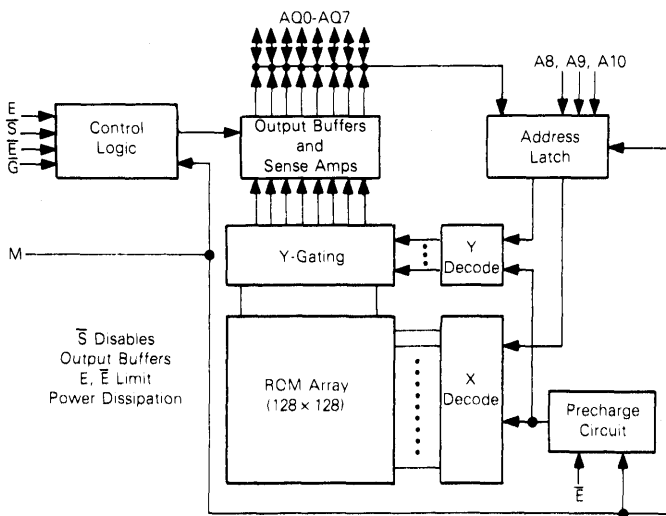 AQ0-AQ7
A8, A9, A10
E
S̅
E̅
G̅
Control
Logic
Output Buffers
and
Sense Amps
Address
Latch
M
Y-Gating
Y
Decode
S̅ Disables
Output Buffers
E, E̅ Limit
Power Dissipation
ROM Array
(128 × 128)
X
Decode
Precharge
Circuit
E̅